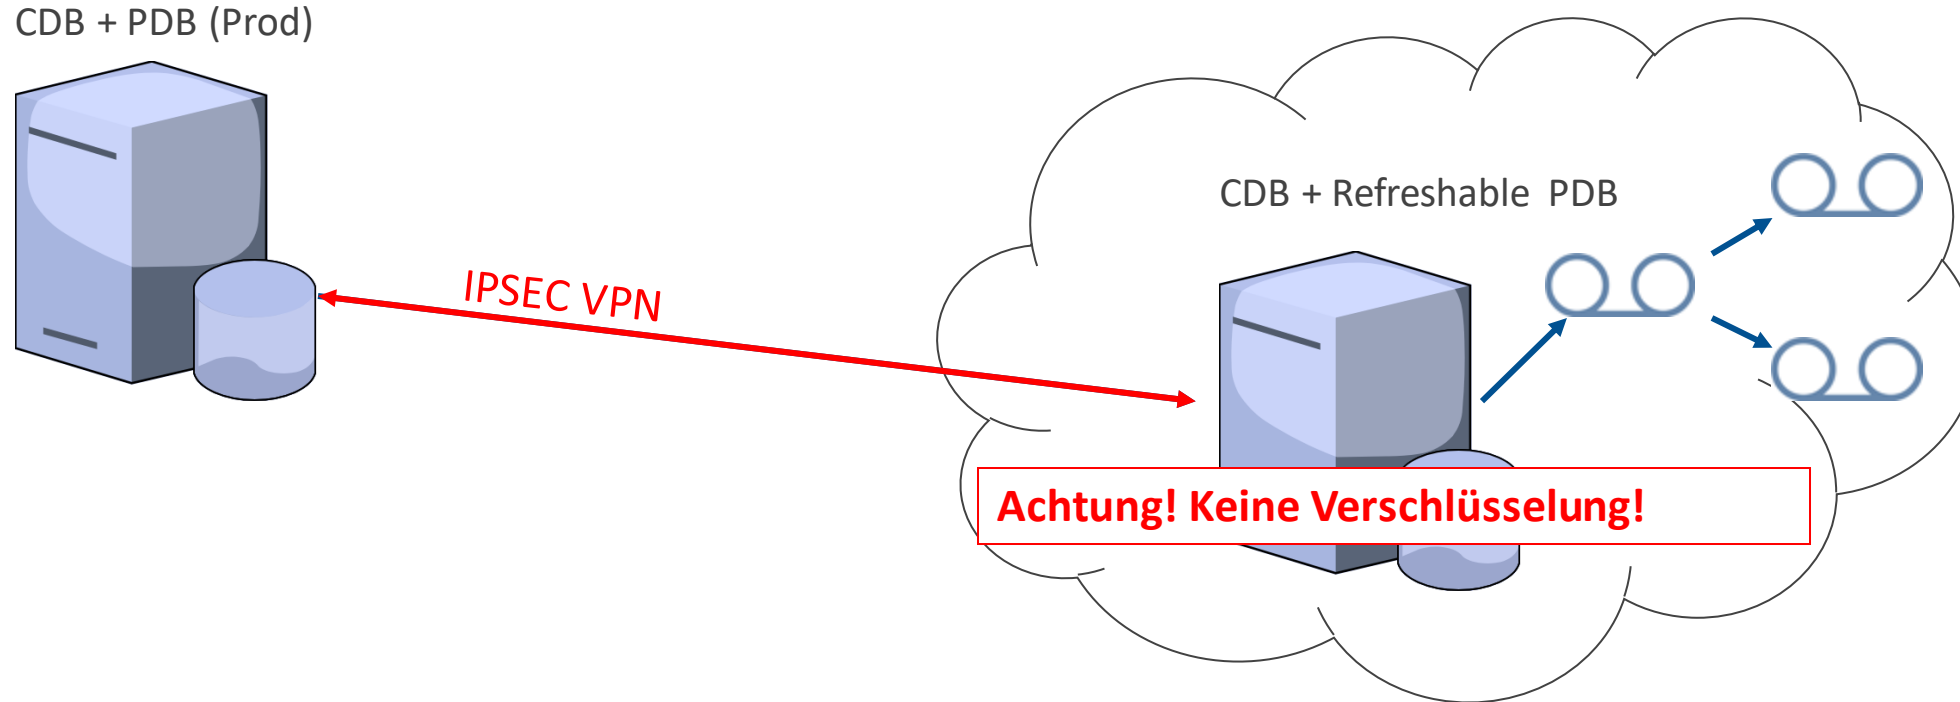 CDB + PDB (Prod)
CDB + Refreshable PDB
IPSEC VPN
Achtung! Keine Verschlüsselung!